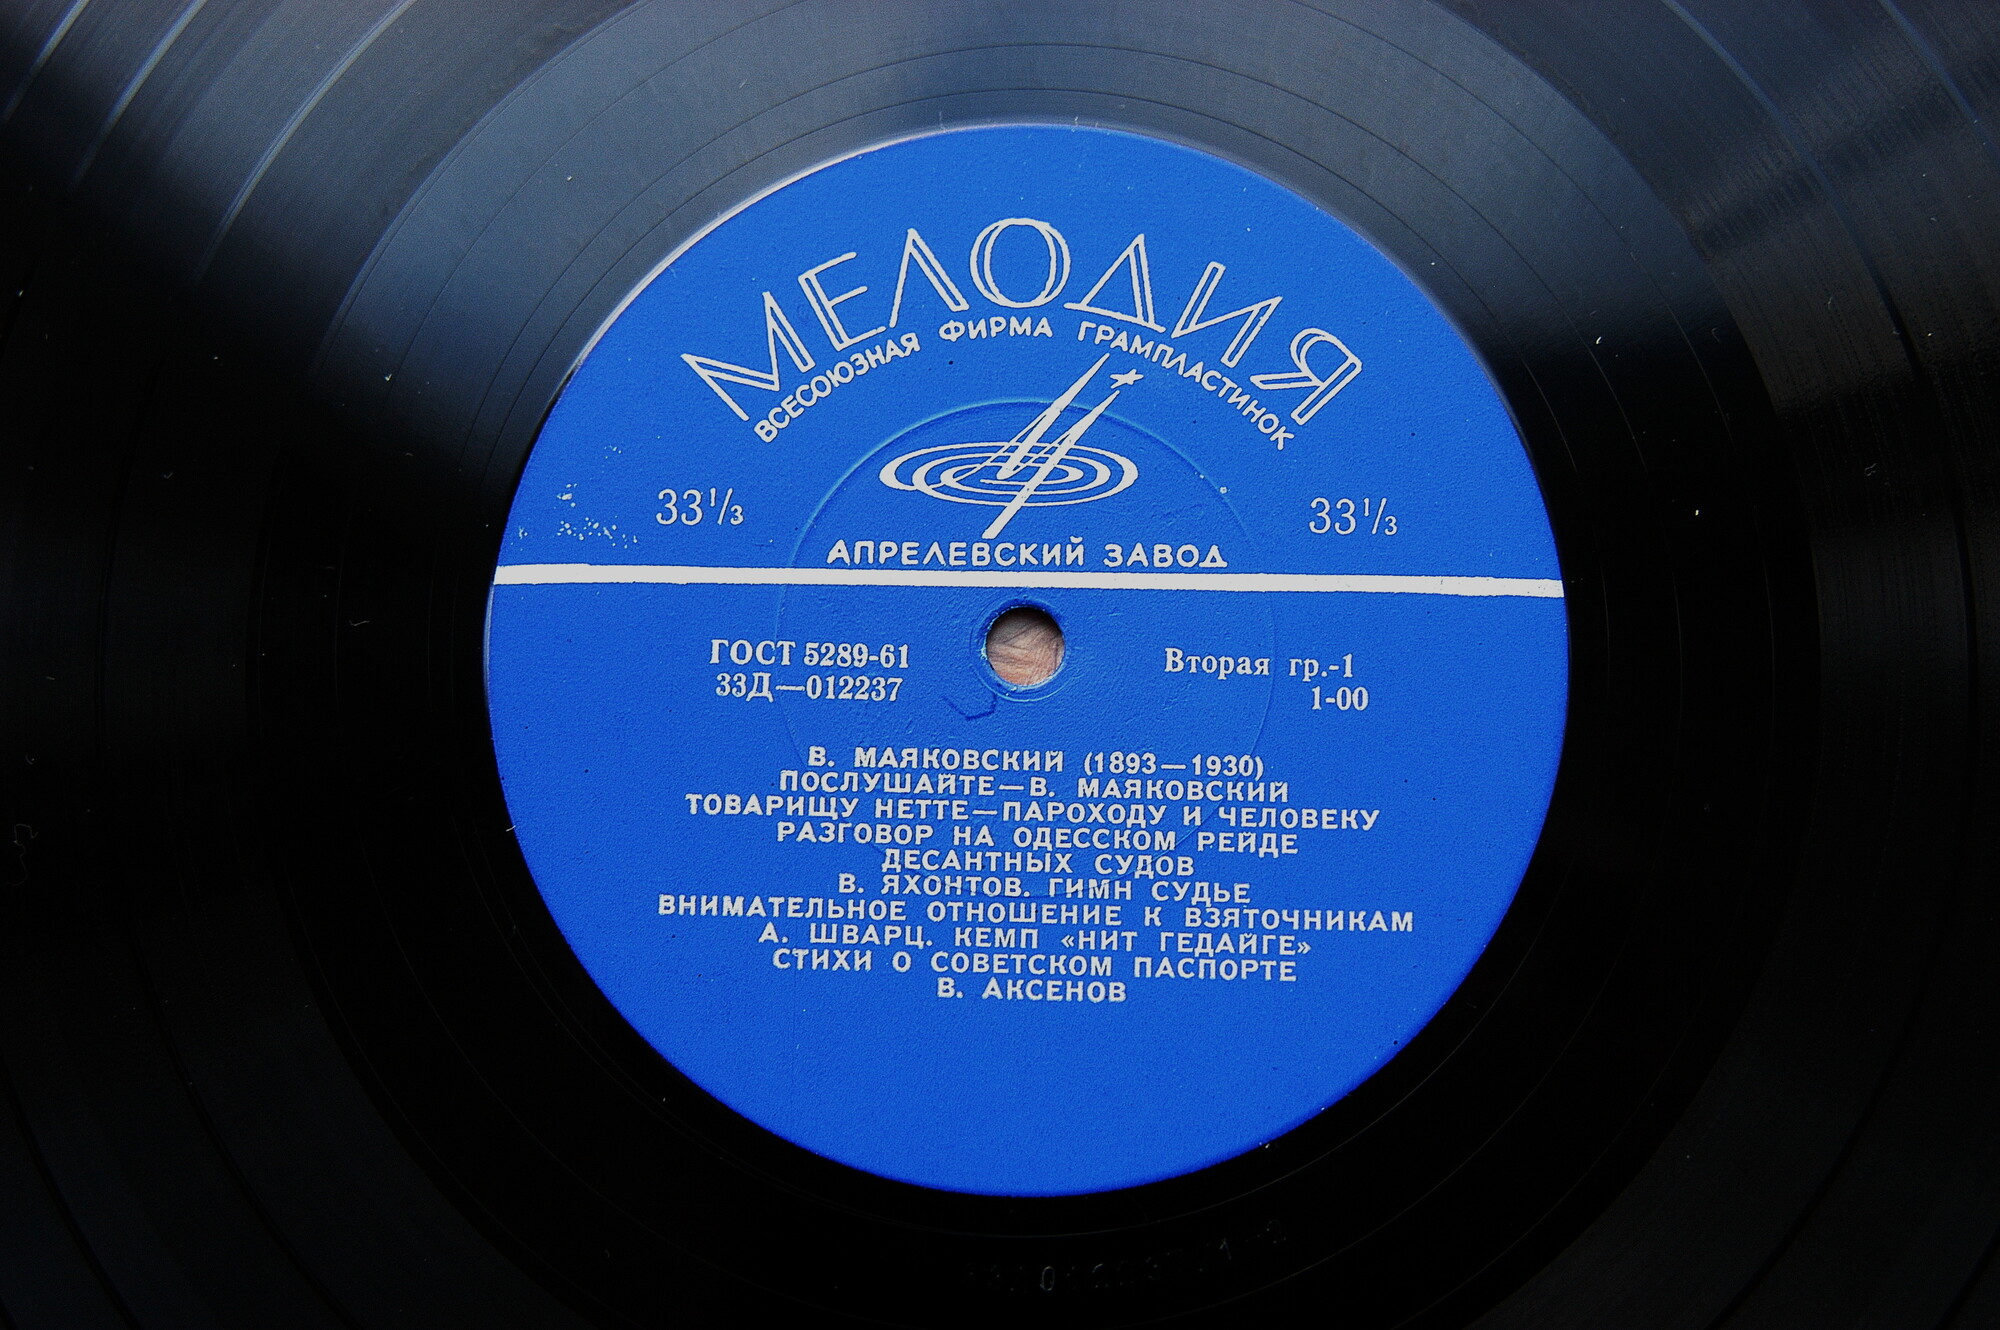 МЕЛОДИЯ
ВСЕСОЮЗНАЯ ФИРМА ГРАМПЛАСТИНОК
33⅓ 33⅓
АПРЕЛЕВСКИЙ ЗАВОД
ГОСТ 5289-61 Вторая гр.-1
33Д—012237 1-00
В. МАЯКОВСКИЙ (1893—1930)
ПОСЛУШАЙТЕ—В. МАЯКОВСКИЙ
ТОВАРИЩУ НЕТТЕ—ПАРОХОДУ И ЧЕЛОВЕКУ
РАЗГОВОР НА ОДЕССКОМ РЕЙДЕ
ДЕСАНТНЫХ СУДОВ
В. ЯХОНТОВ. ГИМН СУДЬЕ
ВНИМАТЕЛЬНОЕ ОТНОШЕНИЕ К ВЗЯТОЧНИКАМ
А. ШВАРЦ. КЕМП «НИТ ГЕДАЙГЕ»
СТИХИ О СОВЕТСКОМ ПАСПОРТЕ
В. АКСЕНОВ